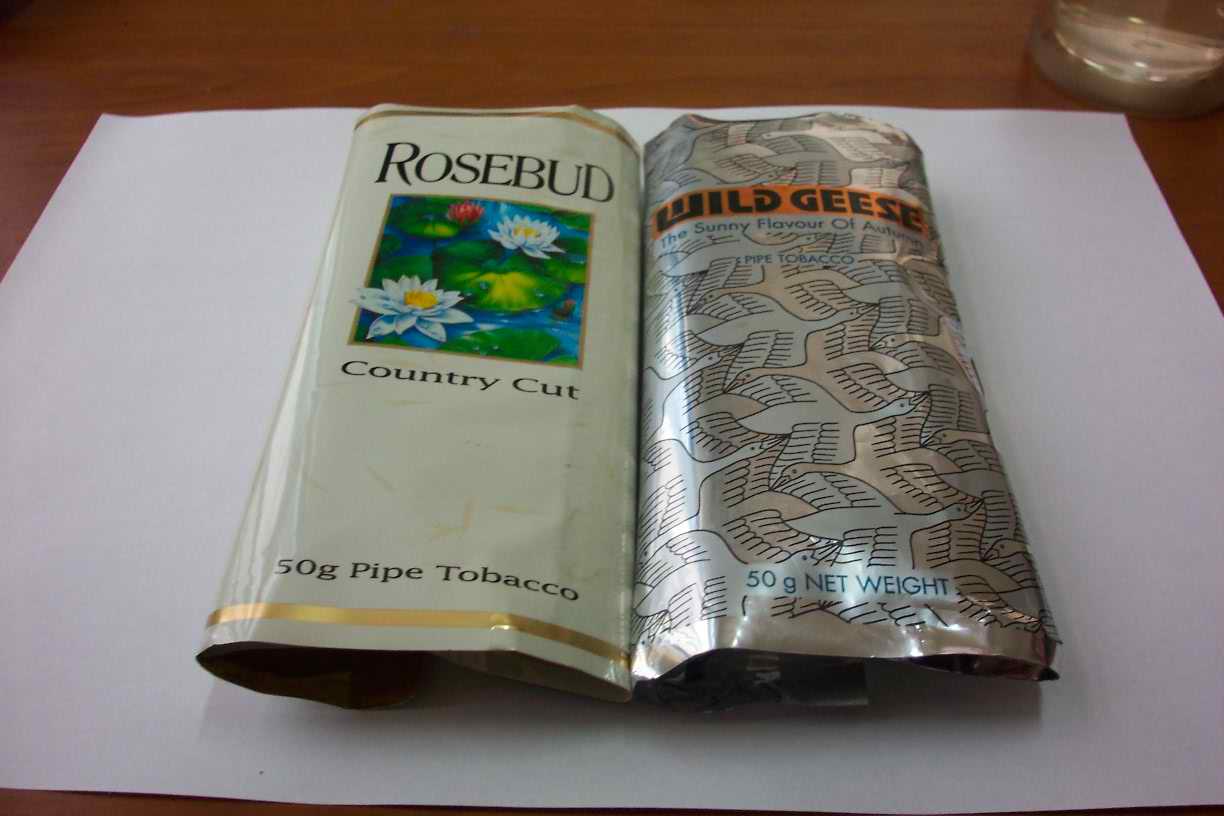 ROSEBUD
Country Cut
50g Pipe Tobacco
WILD GEESE
The Sunny Flavour Of Autumn
PIPE TOBACCO
50 g NET WEIGHT